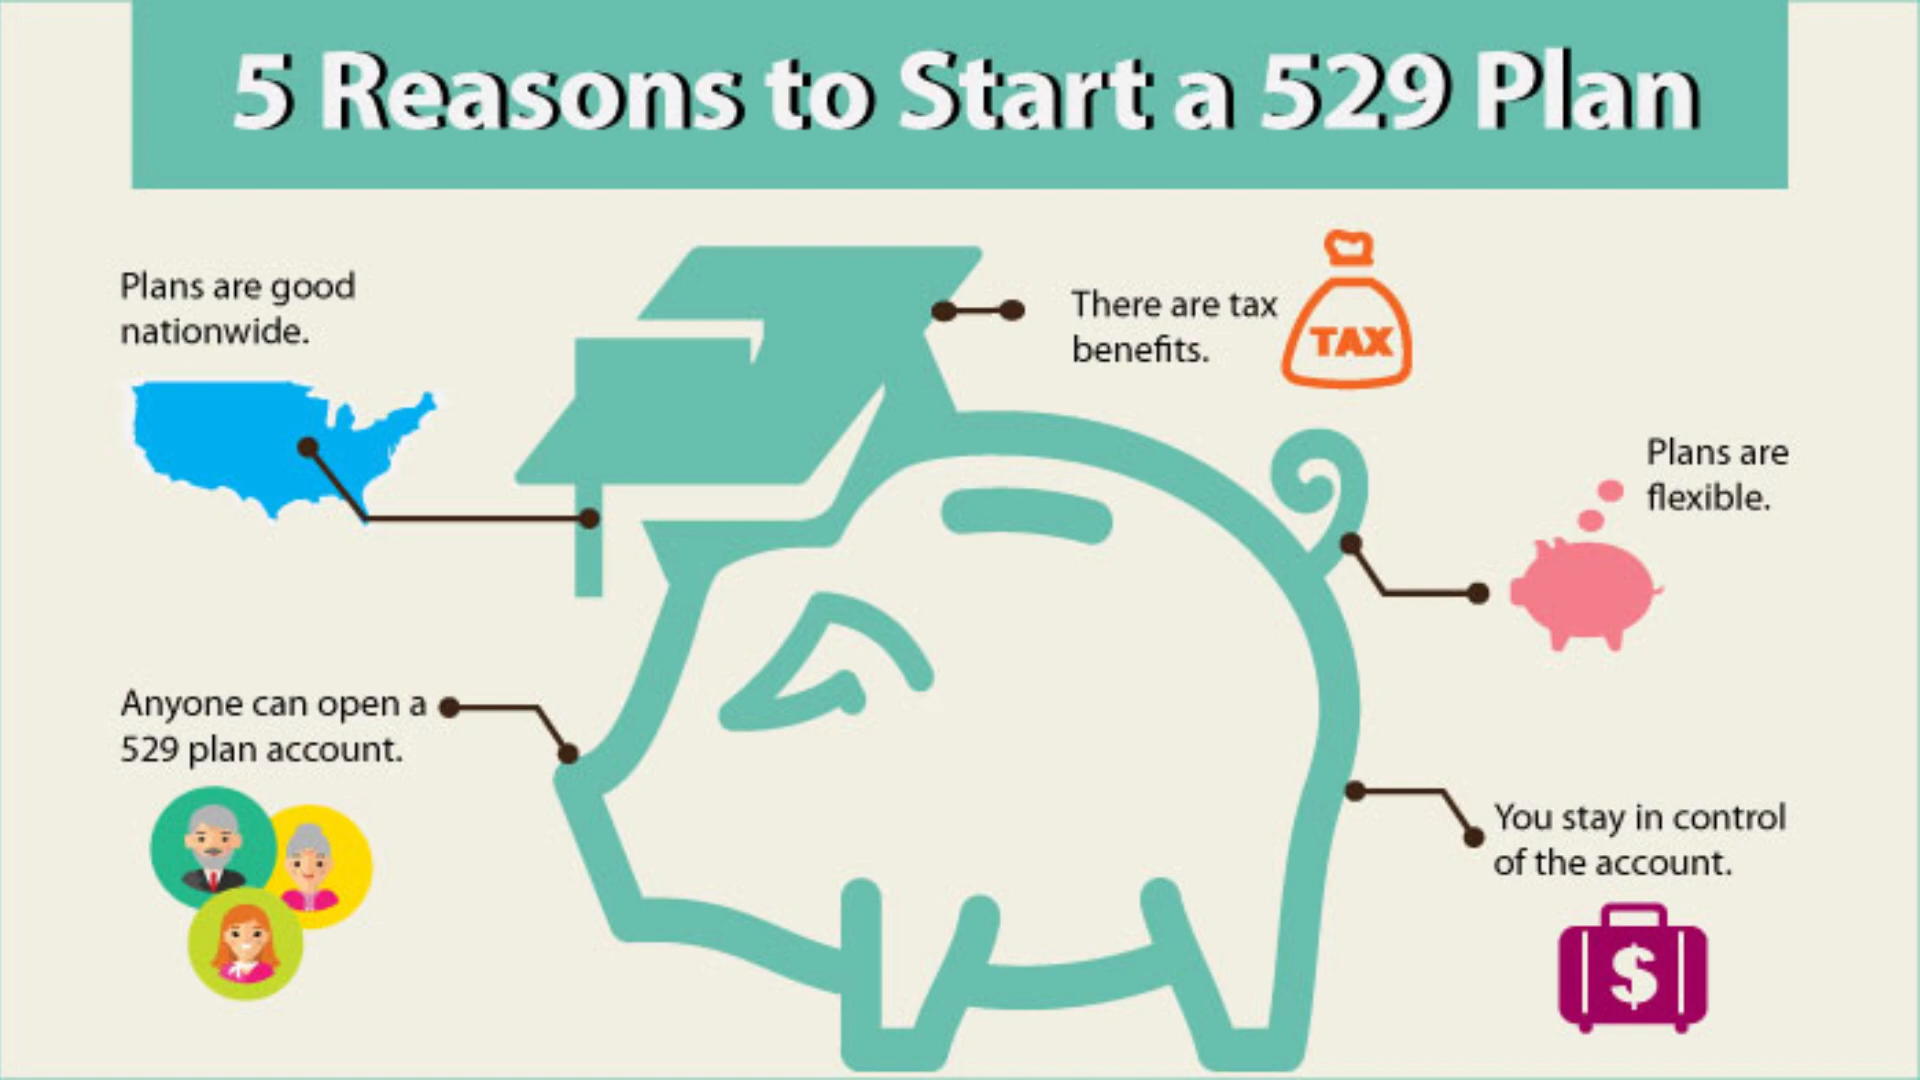 5 Reasons to Start a 529 Plan
Plans are good
nationwide.
There are tax
benefits.
TAX
Plans are
flexible.
Anyone can open a
529 plan account.
You stay in control
of the account.
$